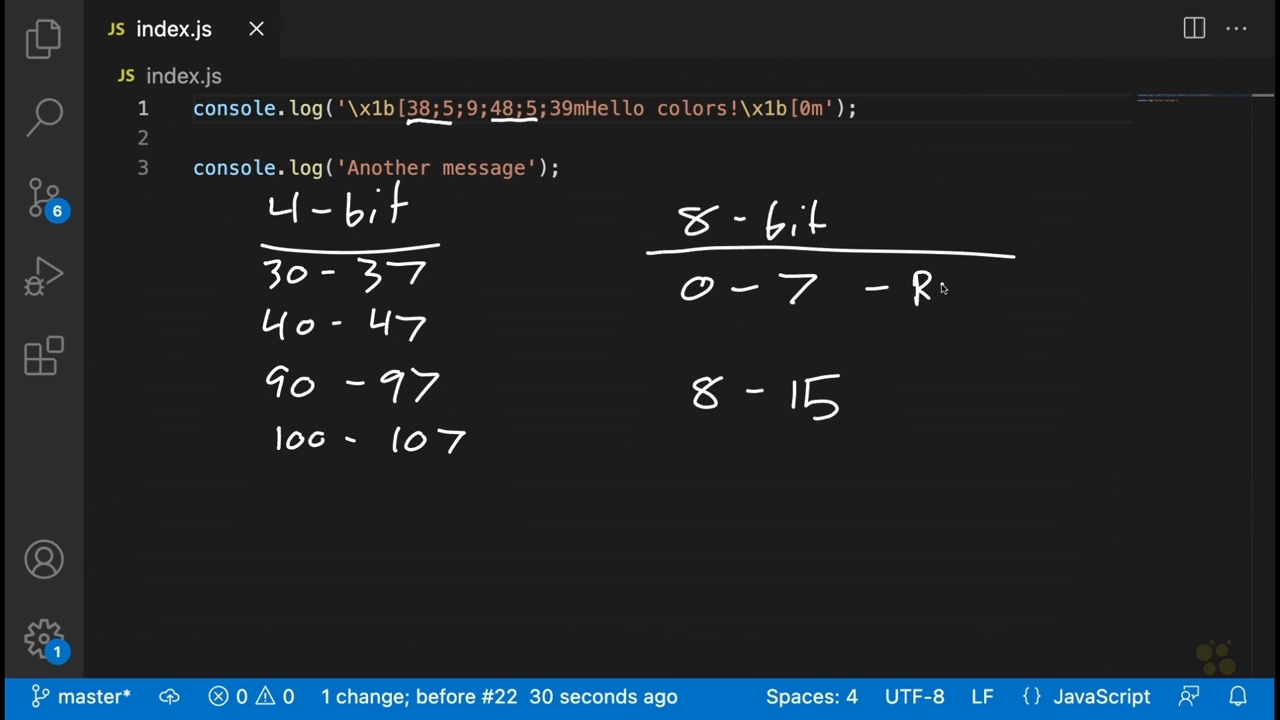 JS index.js
JS index.js
1 console.log('\x1b[38;5;9;48;5;39mHello colors!\x1b[0m');
2
3 console.log('Another message');
4-bit
30 - 37
40 - 47
90 - 97
100 - 107
8-bit
0 - 7 - R
8 - 15
6
1
master* 0 0 1 change; before #22 30 seconds ago Spaces: 4 UTF-8 LF {} JavaScript